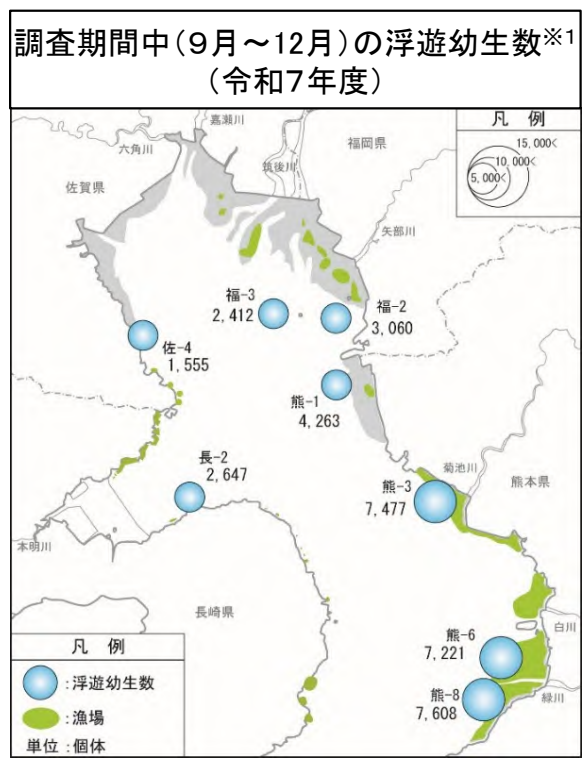 調査期間中(9月～12月)の浮遊幼生数※1
(令和7年度)
凡 例
15,000<
10,000<
5,000<
嘉瀬川
六角川
福岡県
筑後川
佐賀県
矢部川
福-3
2,412
福-2
3,060
佐-4
1,555
熊-1
4,263
長-2
2,647
菊池川
熊-3
7,477
熊本県
本明川
長崎県
白川
熊-6
7,221
緑川
熊-8
7,608
凡 例
:浮遊幼生数
:漁場
単位:個体